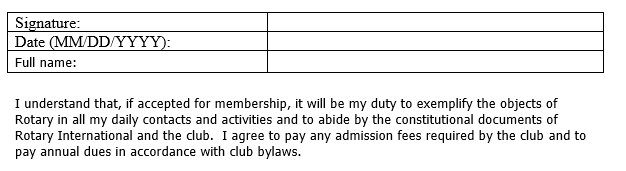 Signature:
Date (MM/DD/YYYY):
Full name:
I understand that, if accepted for membership, it will be my duty to exemplify the objects of
Rotary in all my daily contacts and activities and to abide by the constitutional documents of
Rotary International and the club.  I agree to pay any admission fees required by the club and to
pay annual dues in accordance with club bylaws.